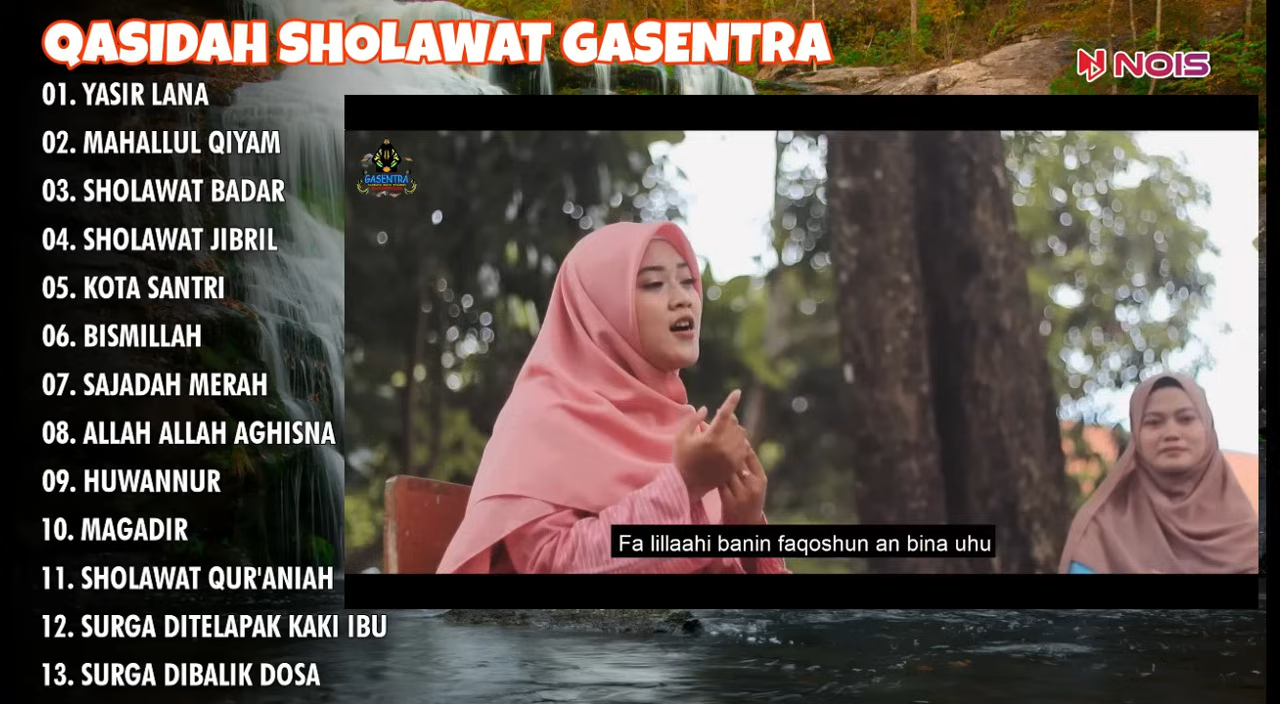 QASIDAH SHOLAWAT GASENTRA
NOIS
01. YASIR LANA
02. MAHALLUL QIYAM
03. SHOLAWAT BADAR
04. SHOLAWAT JIBRIL
05. KOTA SANTRI
06. BISMILLAH
07. SAJADAH MERAH
08. ALLAH ALLAH AGHISNA
09. HUWANNUR
10. MAGADIR
11. SHOLAWAT QUR'ANIAH
12. SURGA DITELAPAK KAKI IBU
13. SURGA DIBALIK DOSA
GASENTRA
Fa lillaahi banin faqoshun an bina uhu